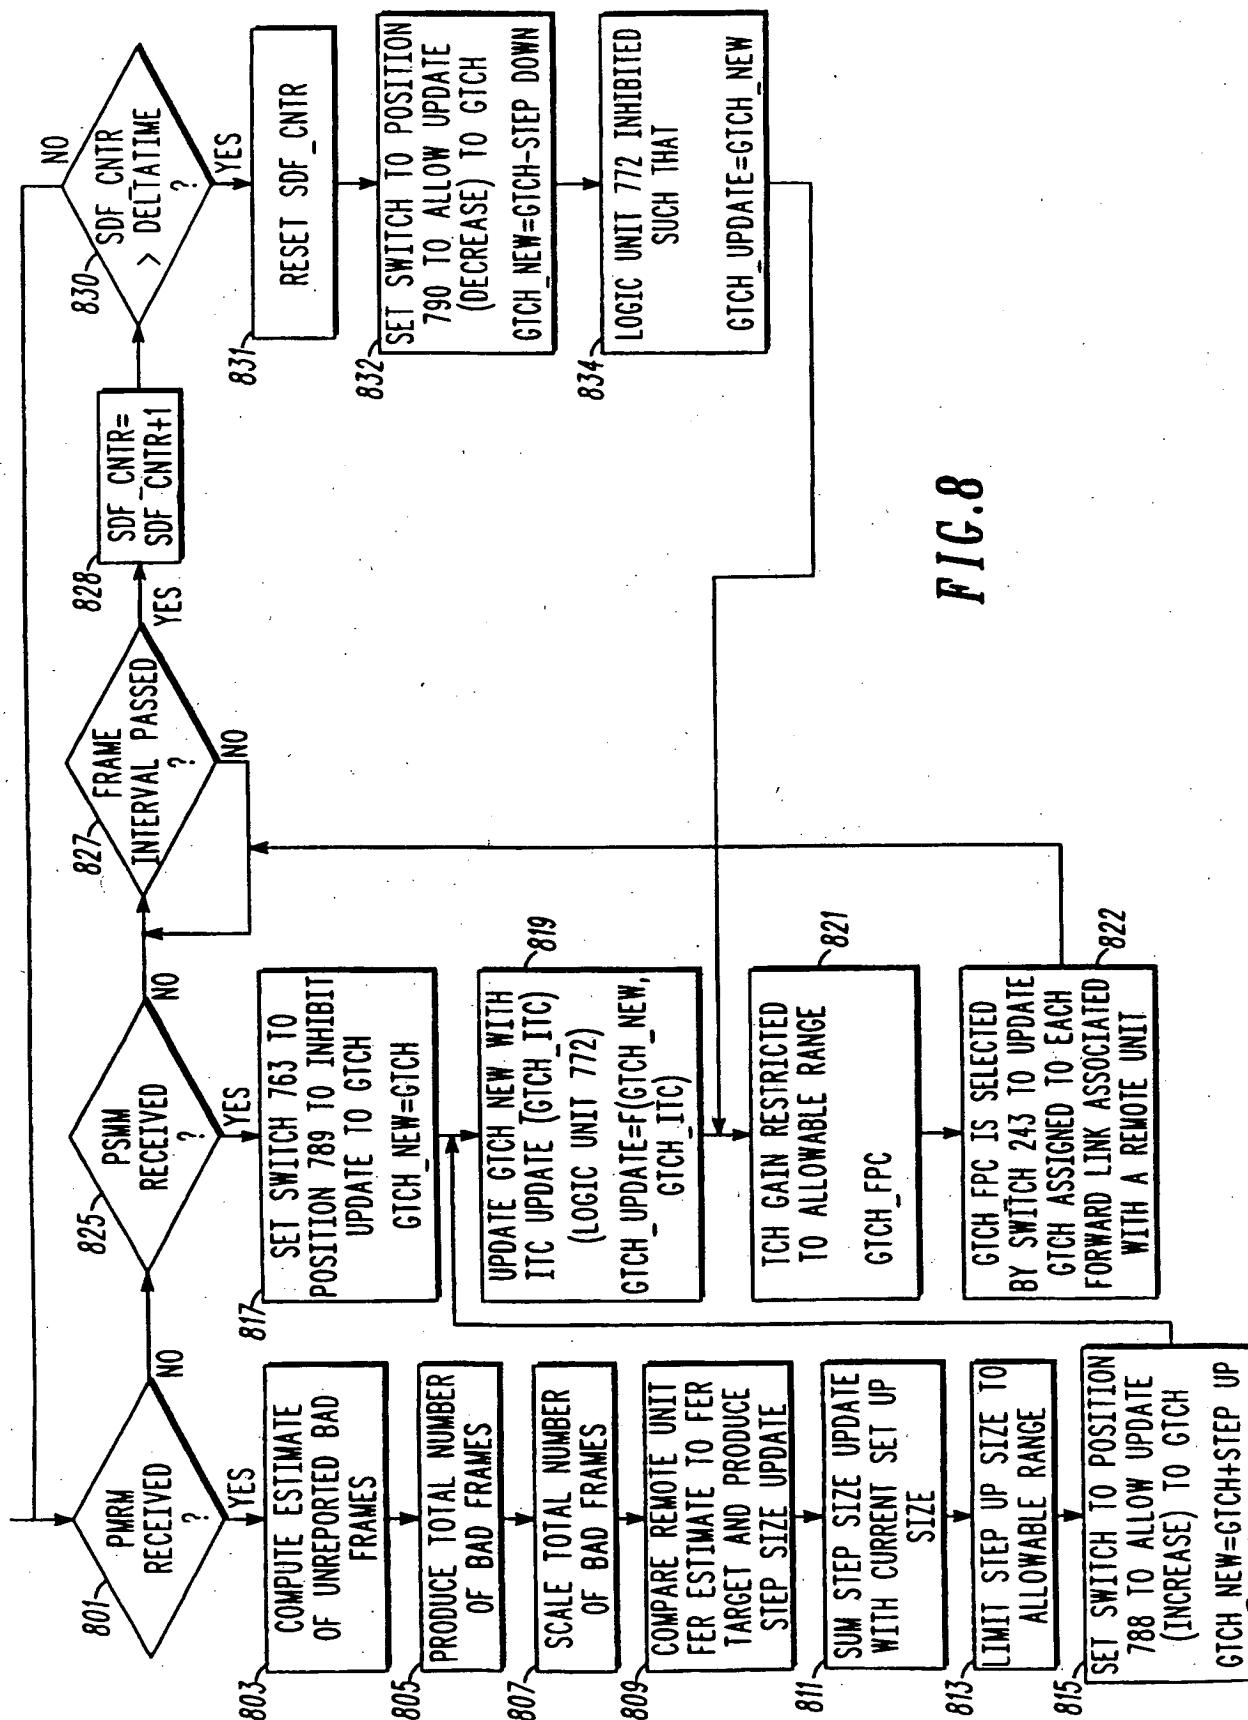 801
PMRM
RECEIVED
?
NO
YES
803
COMPUTE ESTIMATE
OF UNREPORTED BAD
FRAMES
805
PRODUCE TOTAL NUMBER
OF BAD FRAMES
807
SCALE TOTAL NUMBER
OF BAD FRAMES
809
COMPARE REMOTE UNIT
FER ESTIMATE TO FER
TARGET AND PRODUCE
STEP SIZE UPDATE
811
SUM STEP SIZE UPDATE
WITH CURRENT SET UP
SIZE
813
LIMIT STEP UP SIZE TO
ALLOWABLE RANGE
815
SET SWITCH TO POSITION
788 TO ALLOW UPDATE
(INCREASE) TO GTCH
GTCH_NEW=GTCH+STEP UP
825
PSMM
RECEIVED
?
NO
YES
817
SET SWITCH 763 TO
POSITION 789 TO INHIBIT
UPDATE TO GTCH
GTCH_NEW=GTCH
819
UPDATE GTCH NEW WITH
ITC UPDATE (GTCH_ITC)
(LOGIC UNIT 772)
GTCH_UPDATE=F(GTCH_NEW,
GTCH_ITC)
821
TCH GAIN RESTRICTED
TO ALLOWABLE RANGE
GTCH_FPC
822
GTCH FPC IS SELECTED
BY SWITCH 243 TO UPDATE
GTCH ASSIGNED TO EACH
FORWARD LINK ASSOCIATED
WITH A REMOTE UNIT
827
FRAME
INTERVAL PASSED
?
NO
YES
828
SDF_CNTR=
SDF_CNTR+1
830
SDF_CNTR
> DELTATIME
?
NO
YES
831
RESET SDF_CNTR
832
SET SWITCH TO POSITION
790 TO ALLOW UPDATE
(DECREASE) TO GTCH
GTCH_NEW=GTCH-STEP DOWN
834
LOGIC UNIT 772 INHIBITED
SUCH THAT
GTCH_UPDATE=GTCH_NEW
FIG.8